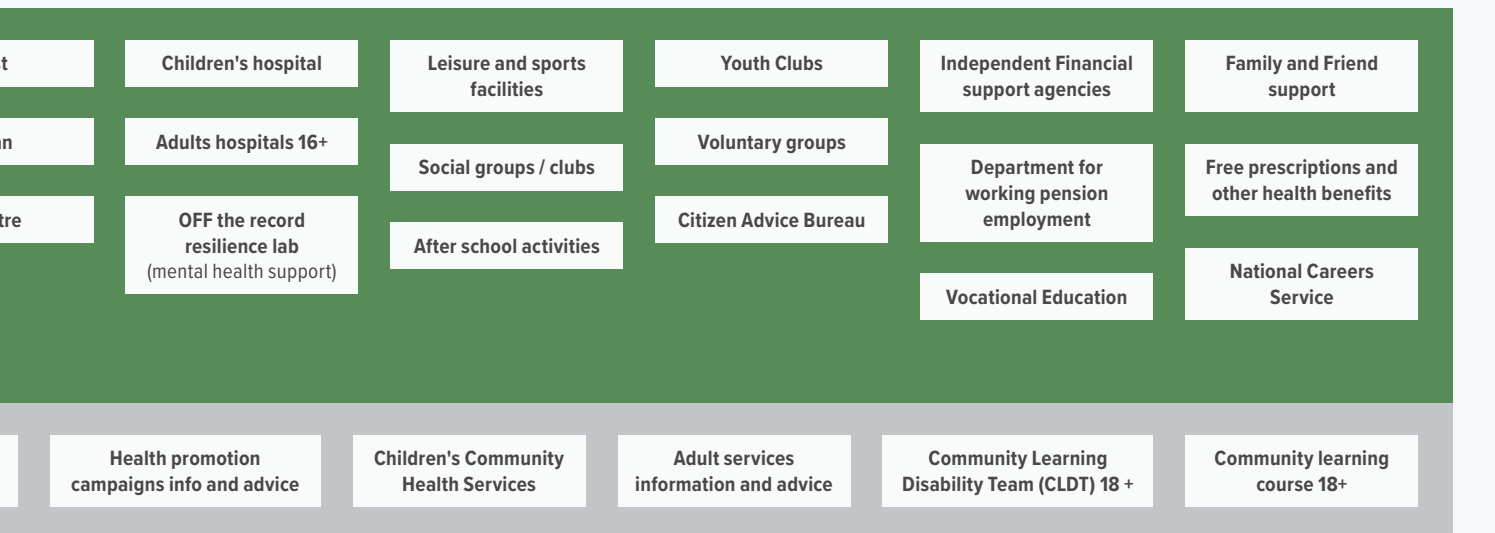 Children's hospital
Adults hospitals 16+
OFF the record
resilience lab
(mental health support)
Leisure and sports
facilities
Social groups / clubs
After school activities
Youth Clubs
Voluntary groups
Citizen Advice Bureau
Independent Financial
support agencies
Department for
working pension
employment
Vocational Education
Family and Friend
support
Free prescriptions and
other health benefits
National Careers
Service
Health promotion
campaigns info and advice
Children's Community
Health Services
Adult services
information and advice
Community Learning
Disability Team (CLDT) 18 +
Community learning
course 18+